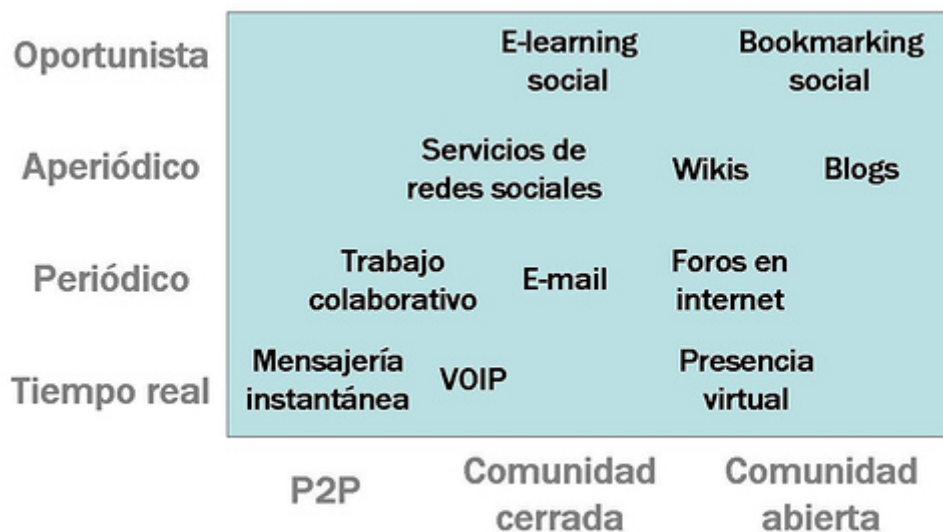 Oportunista
E-learning social
Bookmarking social
Aperiódico
Servicios de redes sociales
Wikis
Blogs
Periódico
Trabajo colaborativo
E-mail
Foros en internet
Tiempo real
Mensajería instantánea
VOIP
Presencia virtual
P2P
Comunidad cerrada
Comunidad abierta